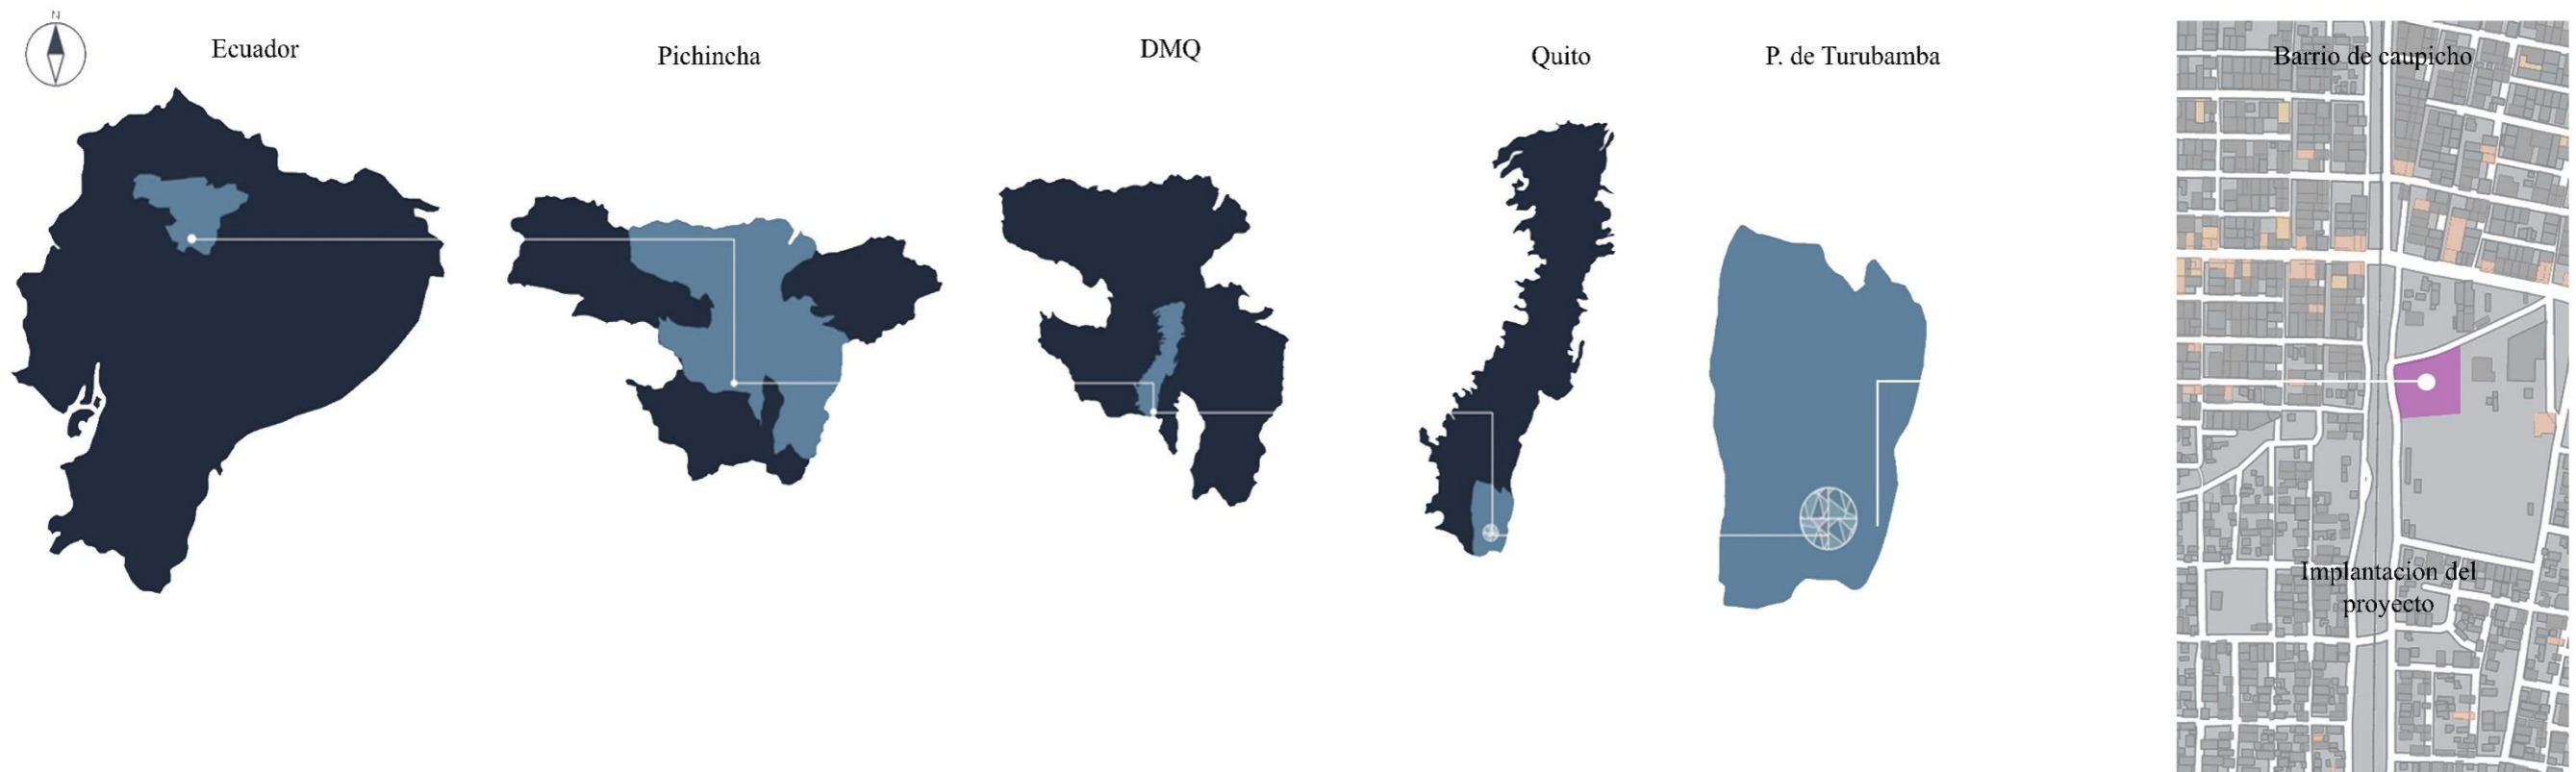 N
Ecuador
Pichincha
DMQ
Quito
P. de Turubamba
Barrio de caupicho
Implantacion del
proyecto